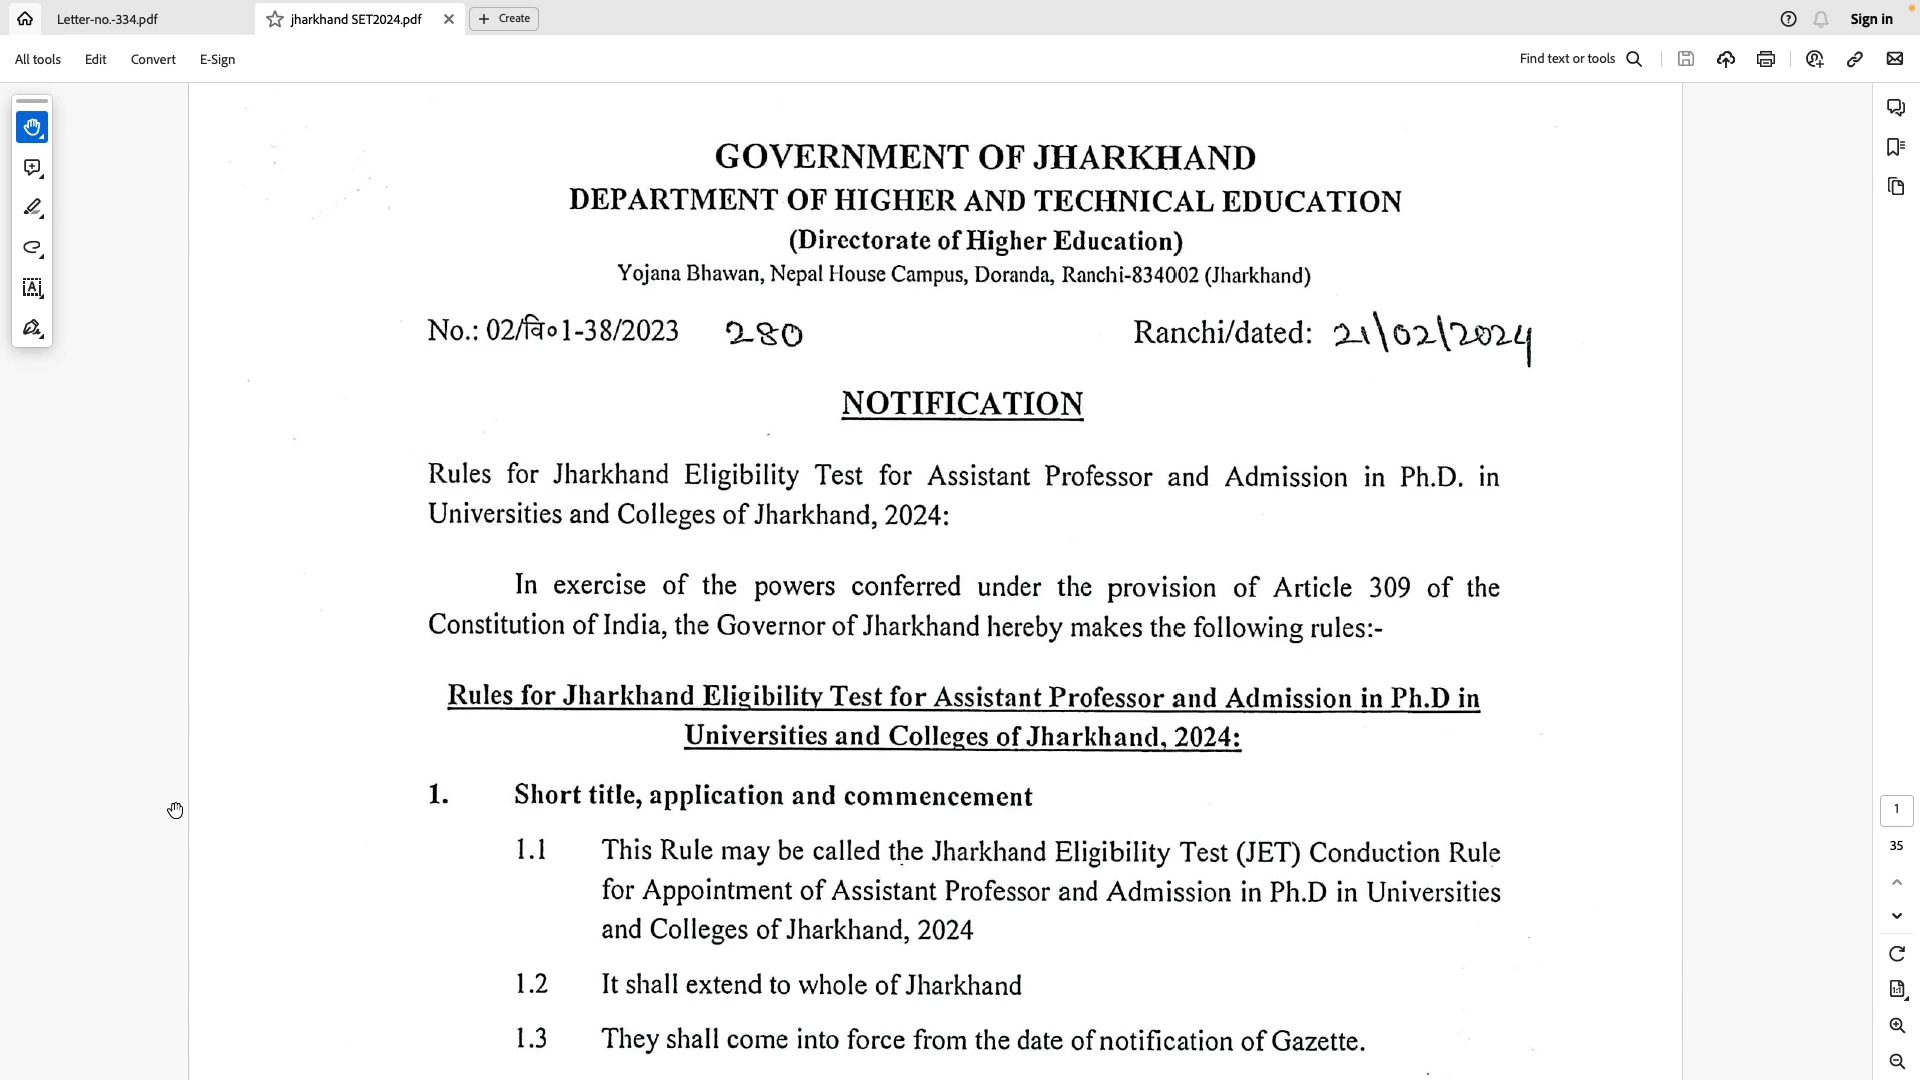 Letter-no.-334.pdf
jharkhand SET2024.pdf
Create
Sign in
All tools
Edit
Convert
E-Sign
Find text or tools
GOVERNMENT OF JHARKHAND
DEPARTMENT OF HIGHER AND TECHNICAL EDUCATION
(Directorate of Higher Education)
Yojana Bhawan, Nepal House Campus, Doranda, Ranchi-834002 (Jharkhand)
No.: 02/वि०1-38/2023 280 Ranchi/dated: 21/02/2024
NOTIFICATION
Rules for Jharkhand Eligibility Test for Assistant Professor and Admission in Ph.D. in
Universities and Colleges of Jharkhand, 2024:
In exercise of the powers conferred under the provision of Article 309 of the
Constitution of India, the Governor of Jharkhand hereby makes the following rules:-
Rules for Jharkhand Eligibility Test for Assistant Professor and Admission in Ph.D in
Universities and Colleges of Jharkhand, 2024:
1. Short title, application and commencement
1.1 This Rule may be called the Jharkhand Eligibility Test (JET) Conduction Rule
for Appointment of Assistant Professor and Admission in Ph.D in Universities
and Colleges of Jharkhand, 2024
1.2 It shall extend to whole of Jharkhand
1.3 They shall come into force from the date of notification of Gazette.
1
35